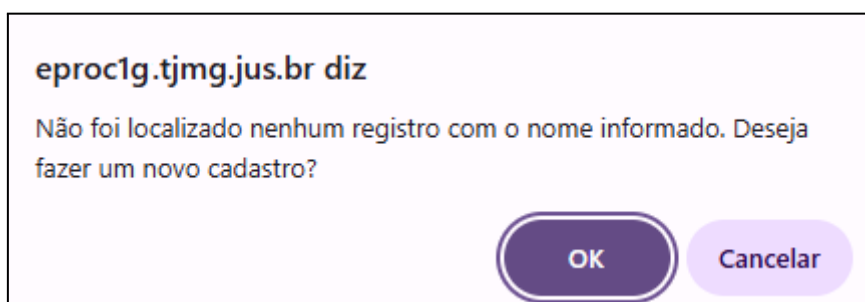 eproc1g.tjmg.jus.br diz
Não foi localizado nenhum registro com o nome informado. Deseja
fazer um novo cadastro?
OK Cancelar